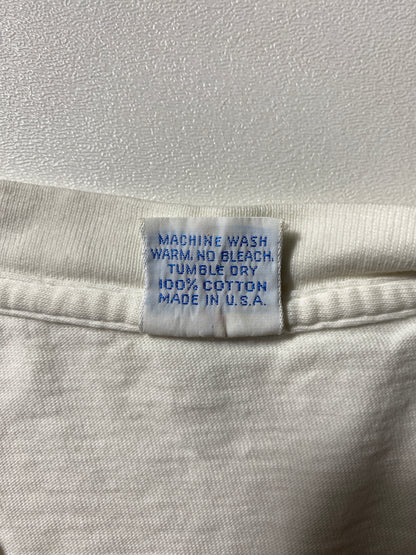 MACHINE WASH
WARM, NO BLEACH,
TUMBLE DRY
100% COTTON
MADE IN U.S.A.